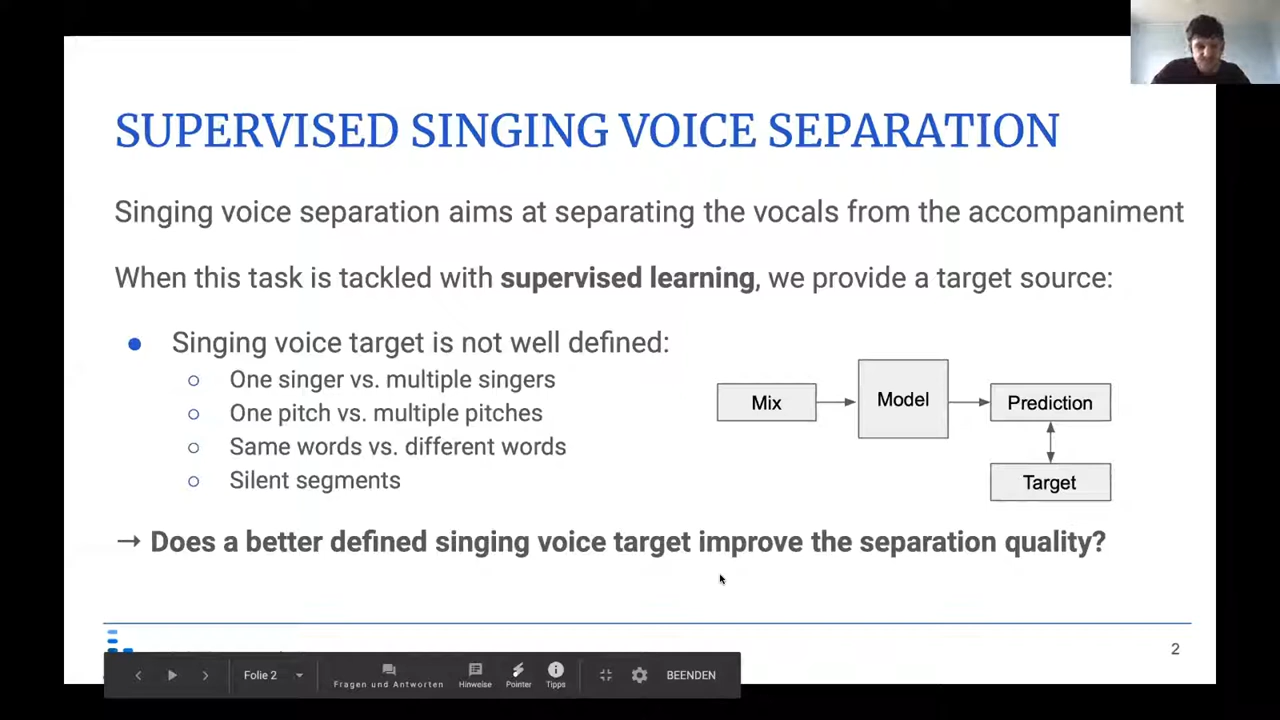 SUPERVISED SINGING VOICE SEPARATION
Singing voice separation aims at separating the vocals from the accompaniment
When this task is tackled with supervised learning, we provide a target source:
● Singing voice target is not well defined:
○ One singer vs. multiple singers
○ One pitch vs. multiple pitches
○ Same words vs. different words
○ Silent segments
Mix
Model
Prediction
Target
→ Does a better defined singing voice target improve the separation quality?
2
Folie 2
Fragen und Antworten
Hinweise
Pointer
Tipps
BEENDEN